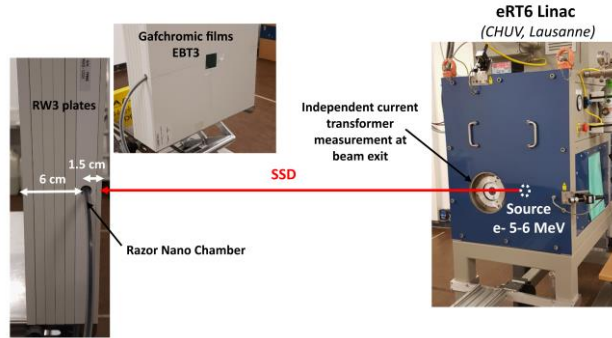 eRT6 Linac
(CHUV, Lausanne)
Gafchromic films
EBT3
RW3 plates
Independent current
transformer
measurement at
beam exit
1.5 cm
6 cm
SSD
Source
e- 5-6 MeV
Razor Nano Chamber